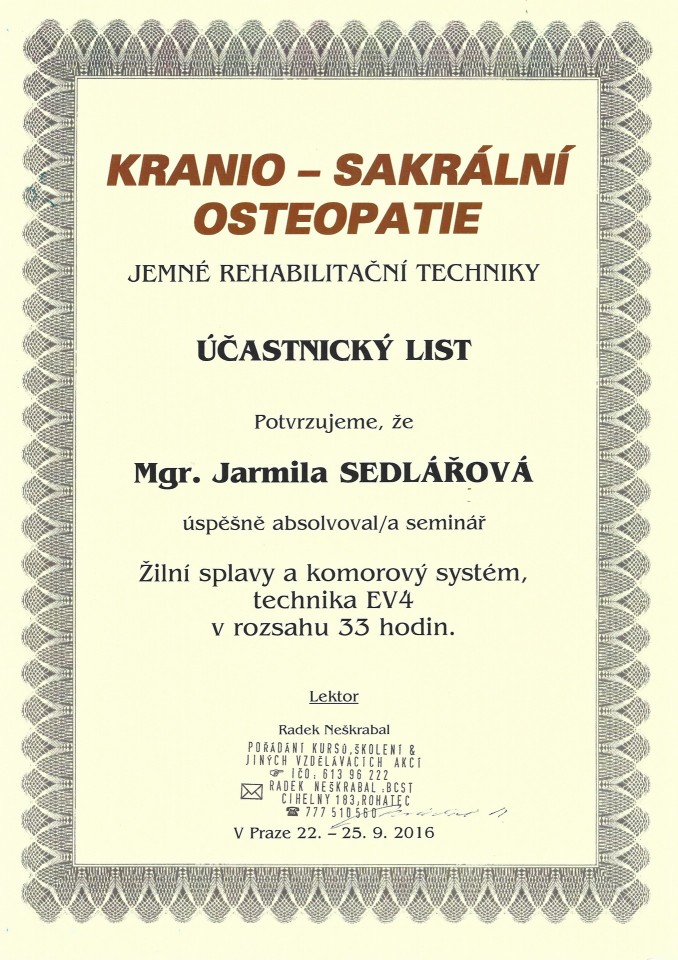 KRANIO – SAKRÁLNÍ
OSTEOPATIE
JEMNÉ REHABILITAČNÍ TECHNIKY
ÚČASTNICKÝ LIST
Potvrzujeme, že
Mgr. Jarmila SEDLÁŘOVÁ
úspěšně absolvoval/a seminář
Žilní splavy a komorový systém,
technika EV4
v rozsahu 33 hodin.
Lektor
Radek Neškrabal
POŘÁDÁNÍ KURSŮ,ŠKOLENÍ &
JINÝCH VZDĚLÁVACÍCH AKCÍ
IČO: 613 96 222
RADEK NEŠKRABAL ,BCST
CIHELNY 183,ROHATEC
777 510 560
V Praze 22. – 25. 9. 2016